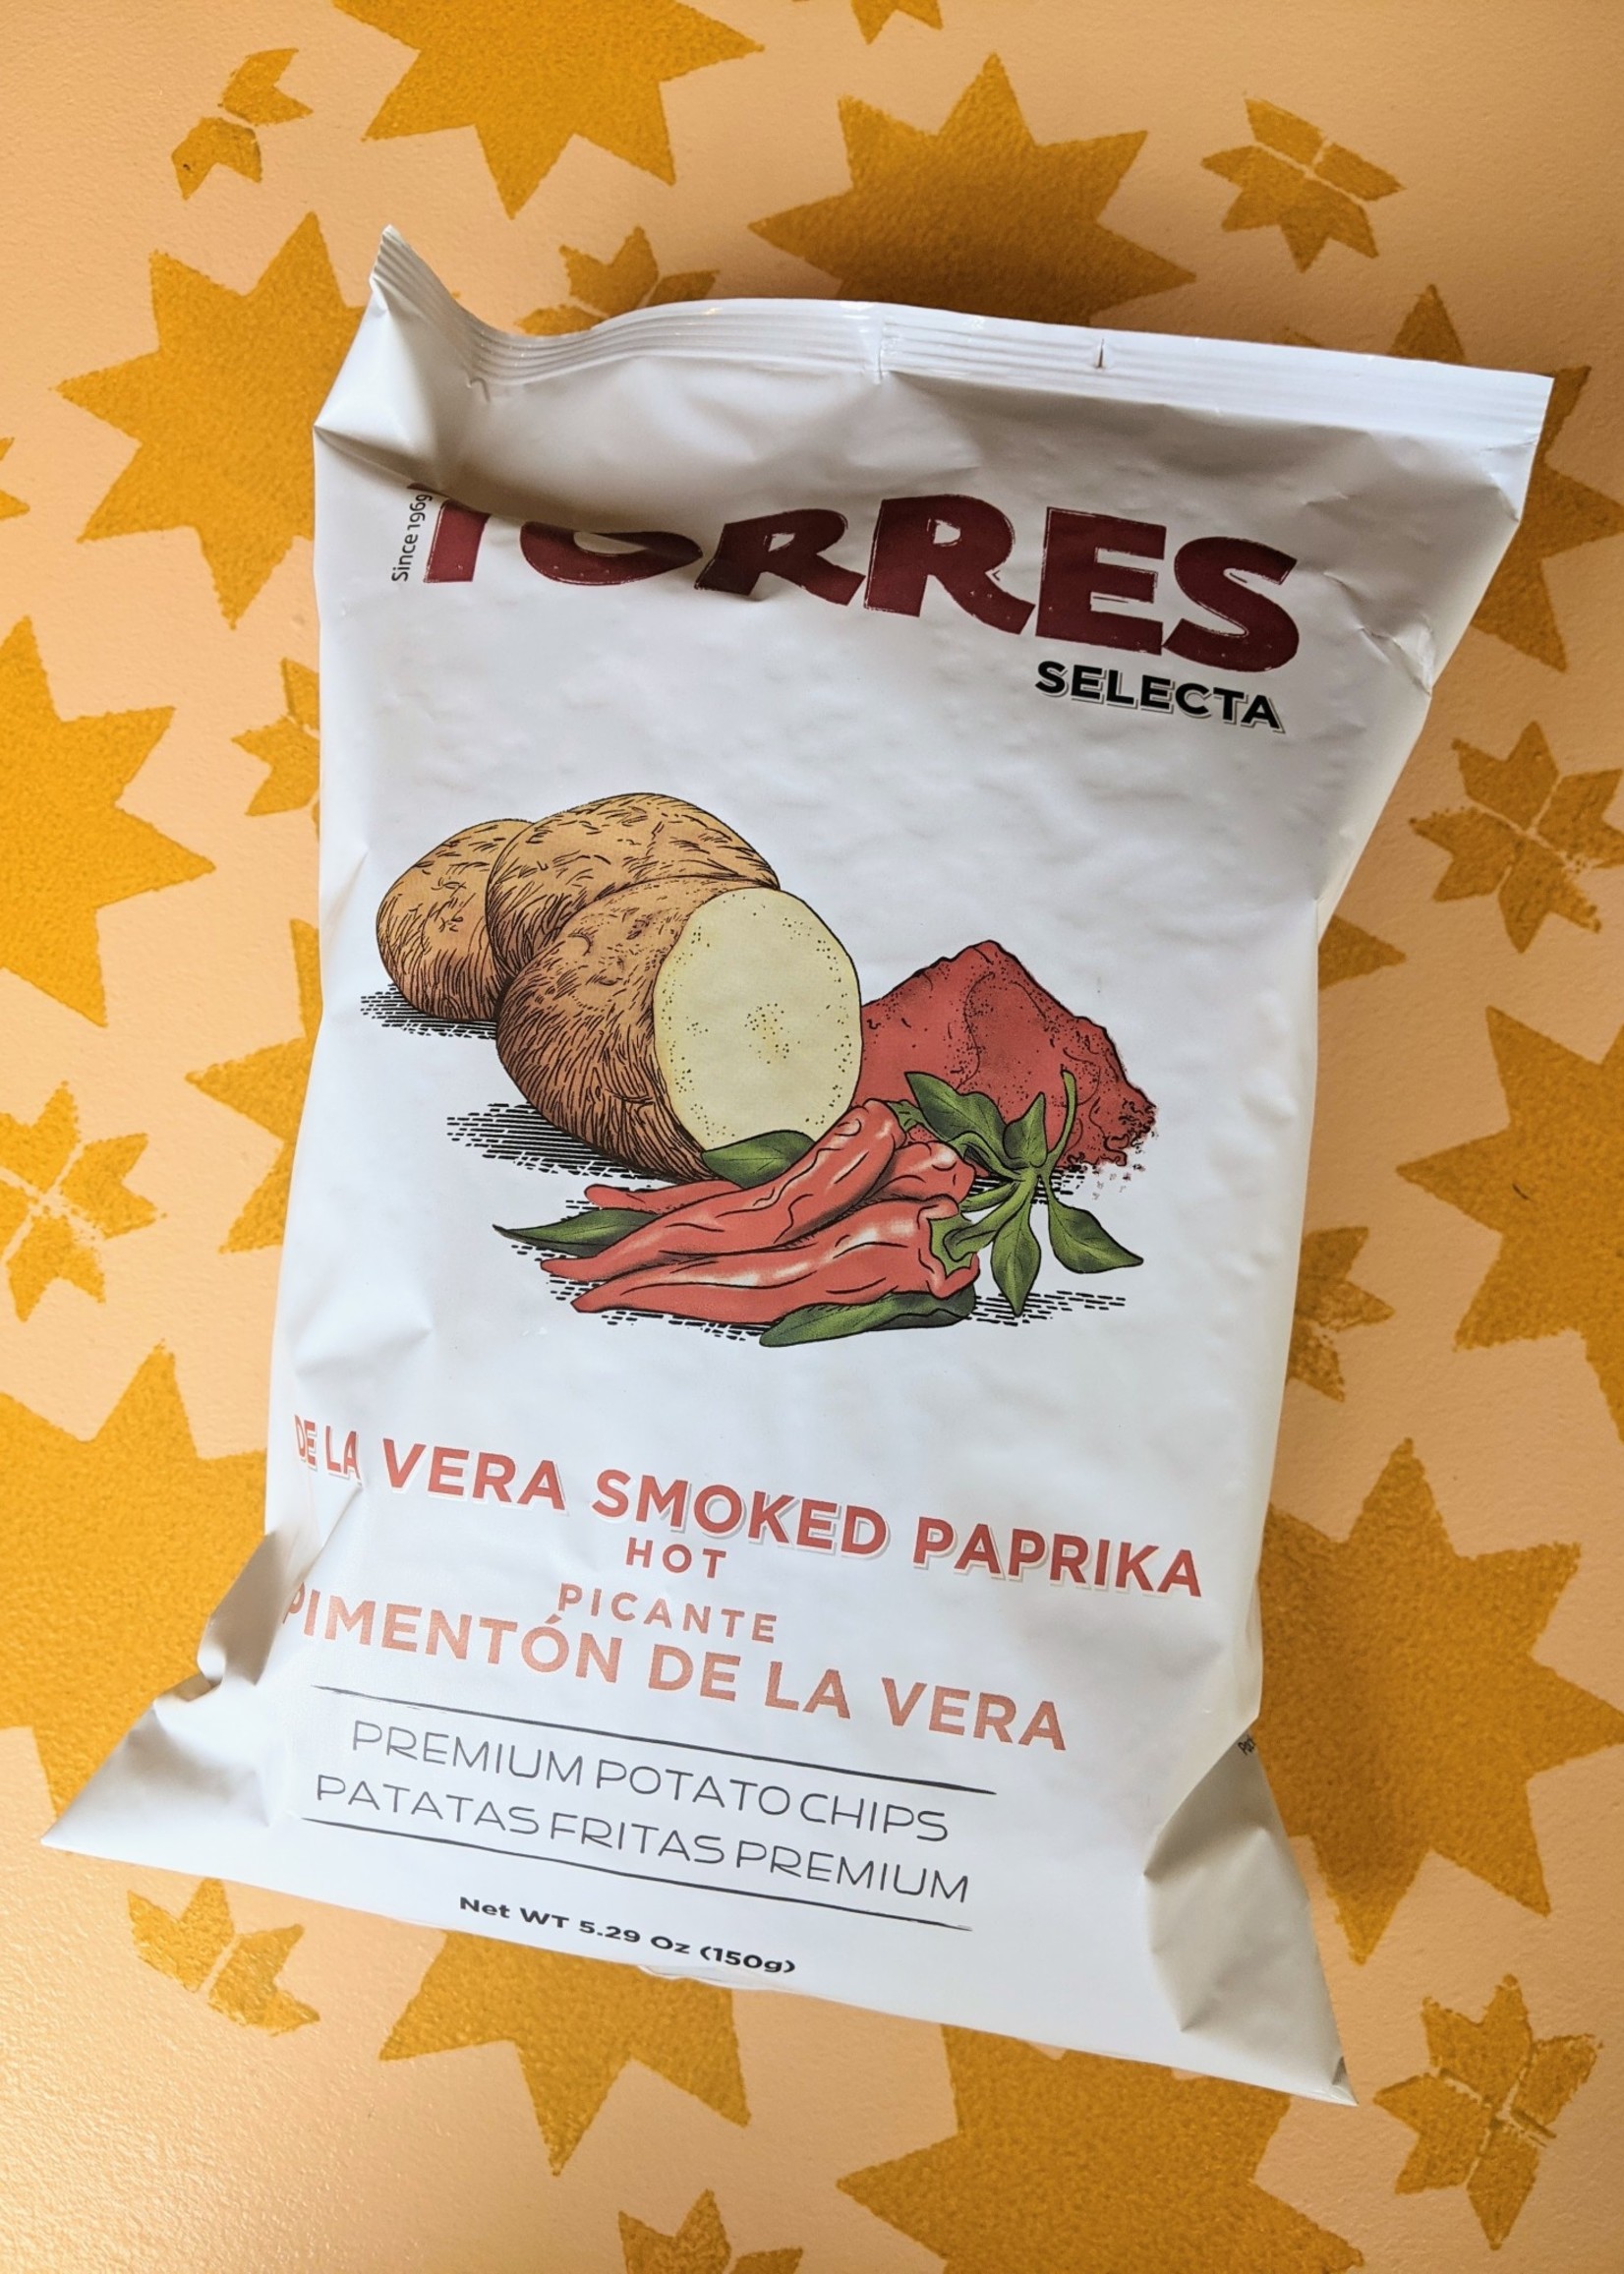 Since 1969
TORRES
SELECTA
DE LA VERA SMOKED PAPRIKA
HOT
PICANTE
PIMENTÓN DE LA VERA
PREMIUM POTATO CHIPS
PATATAS FRITAS PREMIUM
Net WT 5.29 Oz (150g)